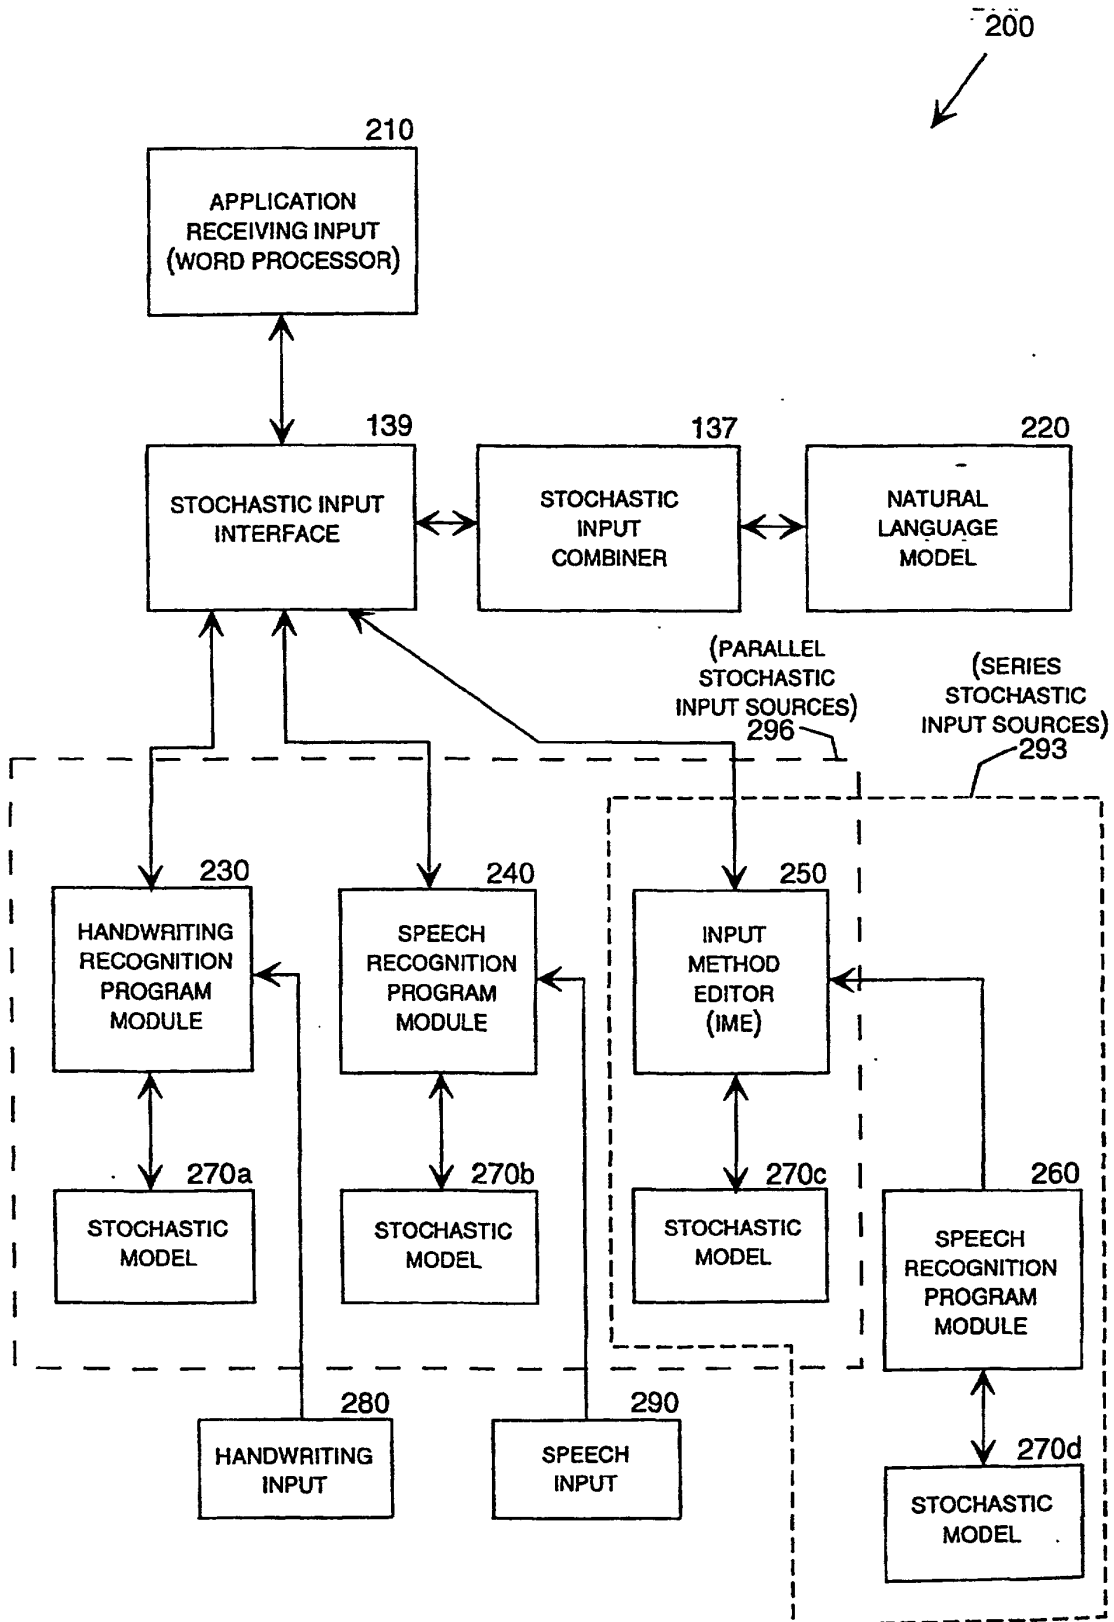 200
210
APPLICATION
RECEIVING INPUT
(WORD PROCESSOR)
139
STOCHASTIC INPUT
INTERFACE
137
STOCHASTIC
INPUT
COMBINER
220
NATURAL
LANGUAGE
MODEL
(PARALLEL
STOCHASTIC
INPUT SOURCES)
296
(SERIES
STOCHASTIC
INPUT SOURCES)
293
230
HANDWRITING
RECOGNITION
PROGRAM
MODULE
240
SPEECH
RECOGNITION
PROGRAM
MODULE
250
INPUT
METHOD
EDITOR
(IME)
270a
STOCHASTIC
MODEL
270b
STOCHASTIC
MODEL
270c
STOCHASTIC
MODEL
260
SPEECH
RECOGNITION
PROGRAM
MODULE
280
HANDWRITING
INPUT
290
SPEECH
INPUT
270d
STOCHASTIC
MODEL